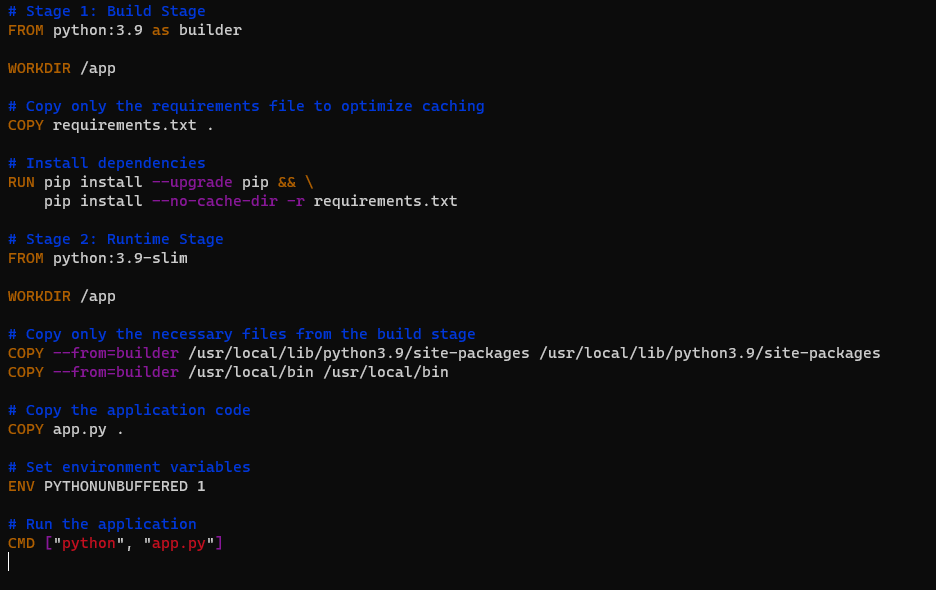 # Stage 1: Build Stage
FROM python:3.9 as builder
WORKDIR /app
# Copy only the requirements file to optimize caching
COPY requirements.txt .
# Install dependencies
RUN pip install --upgrade pip && \
    pip install --no-cache-dir -r requirements.txt
# Stage 2: Runtime Stage
FROM python:3.9-slim
WORKDIR /app
# Copy only the necessary files from the build stage
COPY --from=builder /usr/local/lib/python3.9/site-packages /usr/local/lib/python3.9/site-packages
COPY --from=builder /usr/local/bin /usr/local/bin
# Copy the application code
COPY app.py .
# Set environment variables
ENV PYTHONUNBUFFERED 1
# Run the application
CMD ["python", "app.py"]